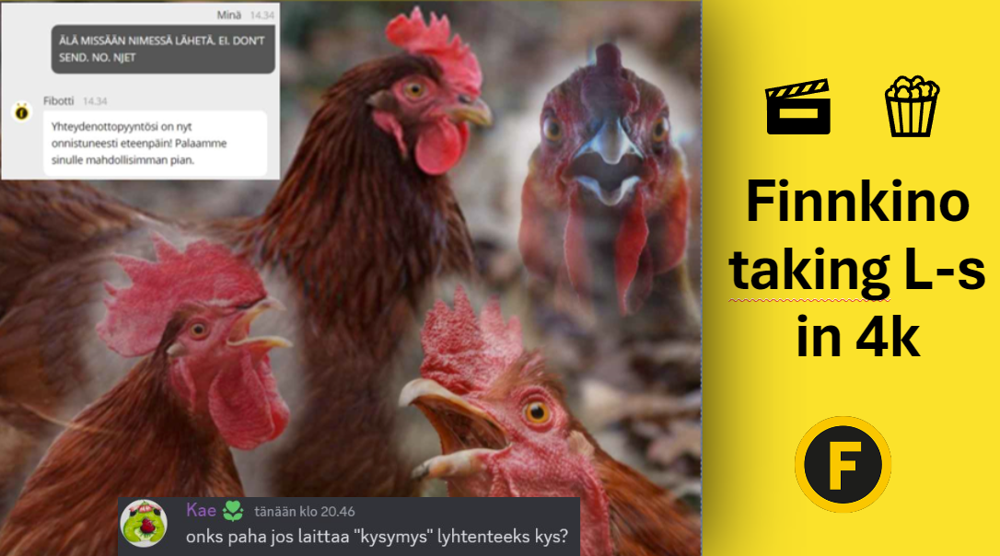 Minä 14.34
ÄLÄ MISSÄÄN NIMESSÄ LÄHETÄ. EI. DON'T
SEND. NO. NJET
Fibotti 14.34
Yhteydenottopyyntösi on nyt
onnistuneesti eteenpäin! Palaamme
sinulle mahdollisimman pian.
Kae tänään klo 20.46
onks paha jos laittaa "kysymys" lyhtenteeks kys?
Finnkino
taking L-s
in 4k
F